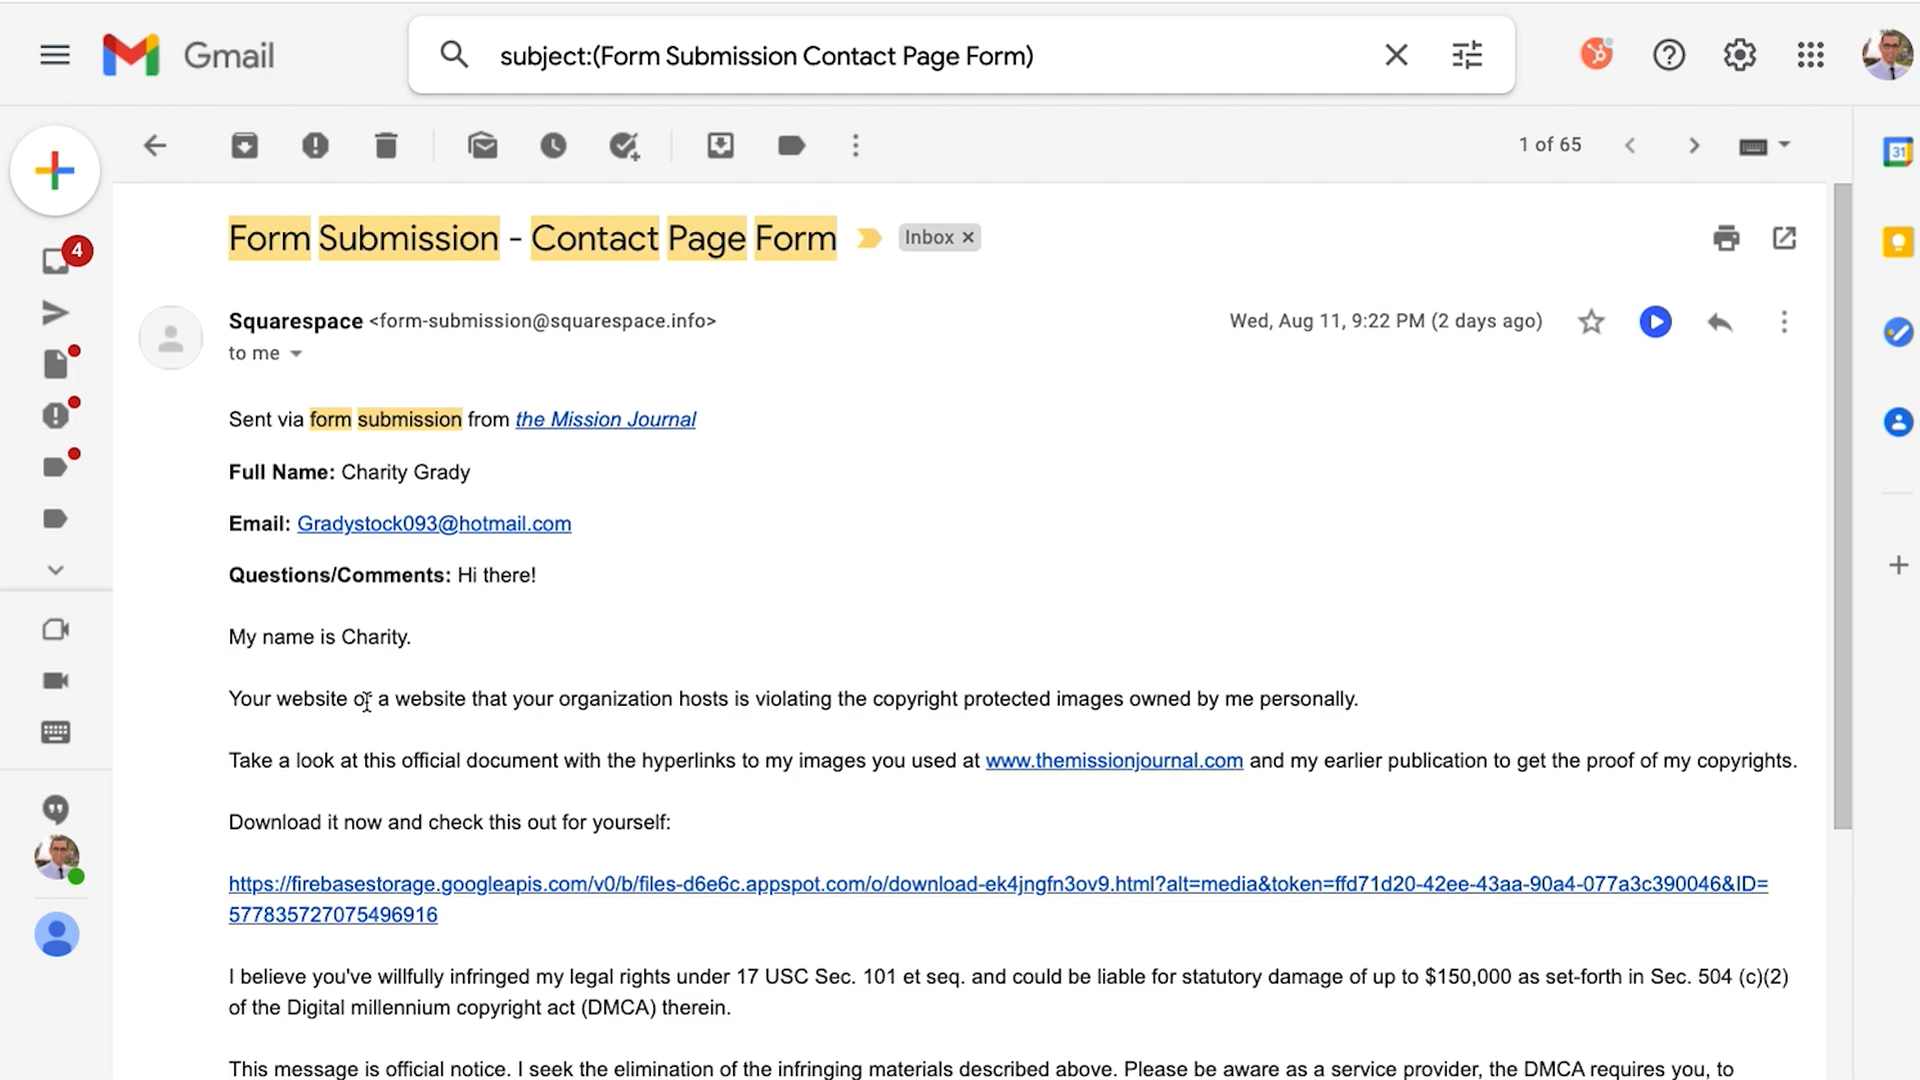 Gmail
subject:(Form Submission Contact Page Form)
1 of 65
31
4
Form Submission - Contact Page Form
Inbox
Squarespace <form-submission@squarespace.info>
Wed, Aug 11, 9:22 PM (2 days ago)
to me
Sent via form submission from the Mission Journal
Full Name: Charity Grady
Email: Gradystock093@hotmail.com
Questions/Comments: Hi there!
My name is Charity.
Your website or a website that your organization hosts is violating the copyright protected images owned by me personally.
Take a look at this official document with the hyperlinks to my images you used at www.themissionjournal.com and my earlier publication to get the proof of my copyrights.
Download it now and check this out for yourself:
https://firebasestorage.googleapis.com/v0/b/files-d6e6c.appspot.com/o/download-ek4jngfn3ov9.html?alt=media&token=ffd71d20-42ee-43aa-90a4-077a3c390046&ID=
577835727075496916
I believe you've willfully infringed my legal rights under 17 USC Sec. 101 et seq. and could be liable for statutory damage of up to $150,000 as set-forth in Sec. 504 (c)(2)
of the Digital millennium copyright act (DMCA) therein.
This message is official notice. I seek the elimination of the infringing materials described above. Please be aware as a service provider, the DMCA requires you, to